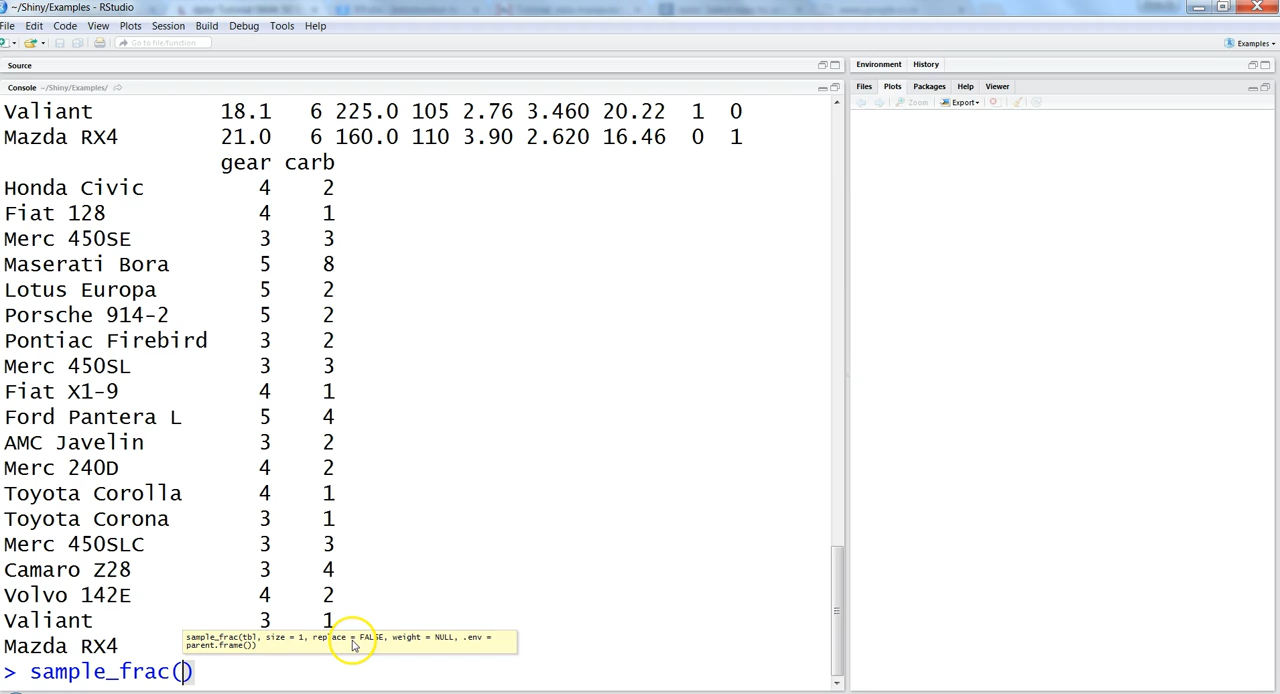 ~/Shiny/Examples - RStudio
File Edit Code View Plots Session Build Debug Tools Help
Go to file/function
Examples
Source
Environment History
Console ~/Shiny/Examples/
Files Plots Packages Help Viewer
Zoom Export
Valiant 18.1 6 225.0 105 2.76 3.460 20.22 1 0
Mazda RX4 21.0 6 160.0 110 3.90 2.620 16.46 0 1
gear carb
Honda Civic 4 2
Fiat 128 4 1
Merc 450SE 3 3
Maserati Bora 5 8
Lotus Europa 5 2
Porsche 914-2 5 2
Pontiac Firebird 3 2
Merc 450SL 3 3
Fiat X1-9 4 1
Ford Pantera L 5 4
AMC Javelin 3 2
Merc 240D 4 2
Toyota Corolla 4 1
Toyota Corona 3 1
Merc 450SLC 3 3
Camaro Z28 3 4
Volvo 142E 4 2
Valiant 3 1
sample_frac(tbl, size = 1, replace = FALSE, weight = NULL, .env =
parent.frame())
Mazda RX4
> sample_frac()